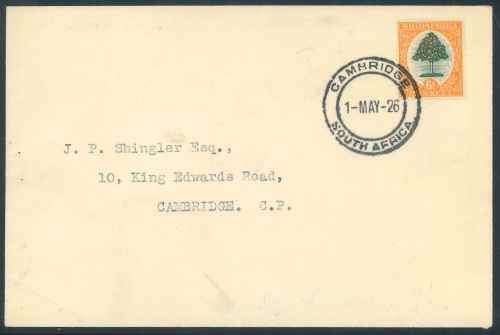 CAMBRIDGE
1-MAY-26
SOUTH AFRICA
J. P. Shingler Esq.,
10, King Edwards Road,
CAMBRIDGE. C.P.